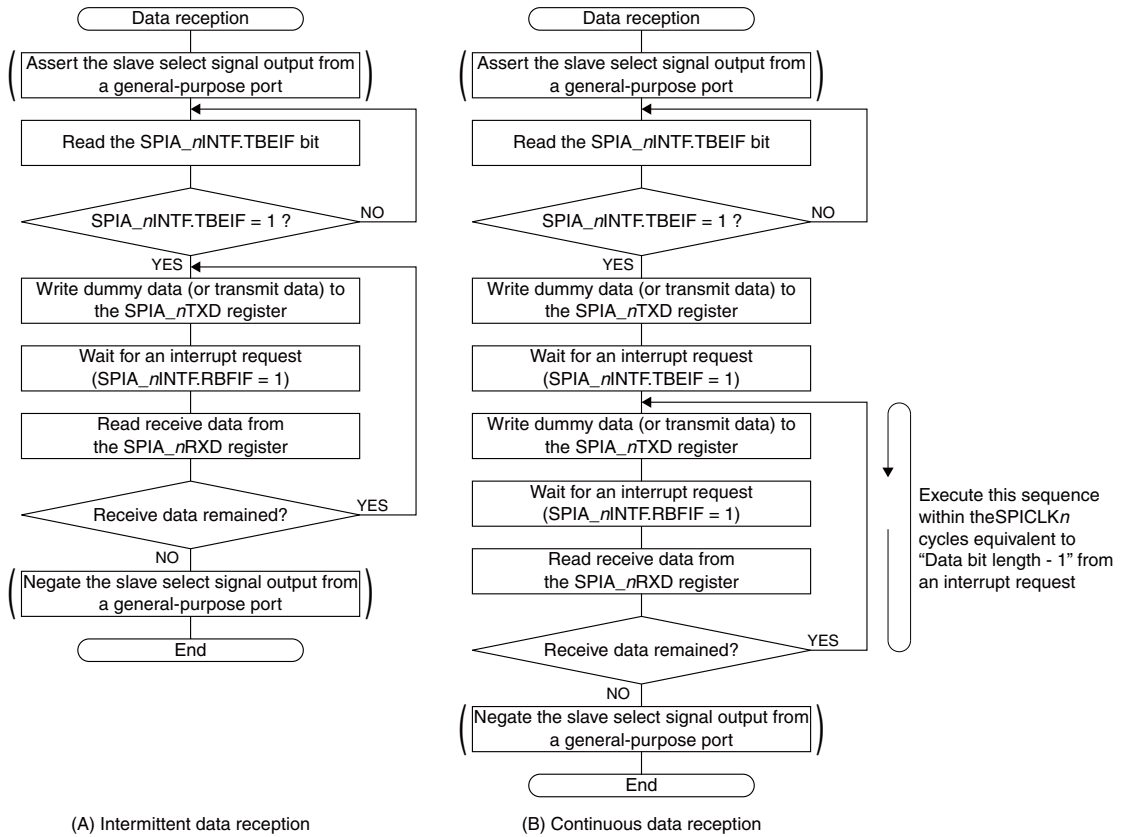 Data reception
Assert the slave select signal output from
a general-purpose port
Read the SPIA_nINTF.TBEIF bit
SPIA_nINTF.TBEIF = 1 ?
NO
YES
Write dummy data (or transmit data) to
the SPIA_nTXD register
Wait for an interrupt request
(SPIA_nINTF.RBFIF = 1)
Read receive data from
the SPIA_nRXD register
Receive data remained?
YES
NO
Negate the slave select signal output from
a general-purpose port
End
(A) Intermittent data reception
Data reception
Assert the slave select signal output from
a general-purpose port
Read the SPIA_nINTF.TBEIF bit
SPIA_nINTF.TBEIF = 1 ?
NO
YES
Write dummy data (or transmit data) to
the SPIA_nTXD register
Wait for an interrupt request
(SPIA_nINTF.TBEIF = 1)
Write dummy data (or transmit data) to
the SPIA_nTXD register
Wait for an interrupt request
(SPIA_nINTF.RBFIF = 1)
Read receive data from
the SPIA_nRXD register
Receive data remained?
YES
NO
Negate the slave select signal output from
a general-purpose port
End
Execute this sequence
within theSPICLKn
cycles equivalent to
“Data bit length - 1” from
an interrupt request
(B) Continuous data reception